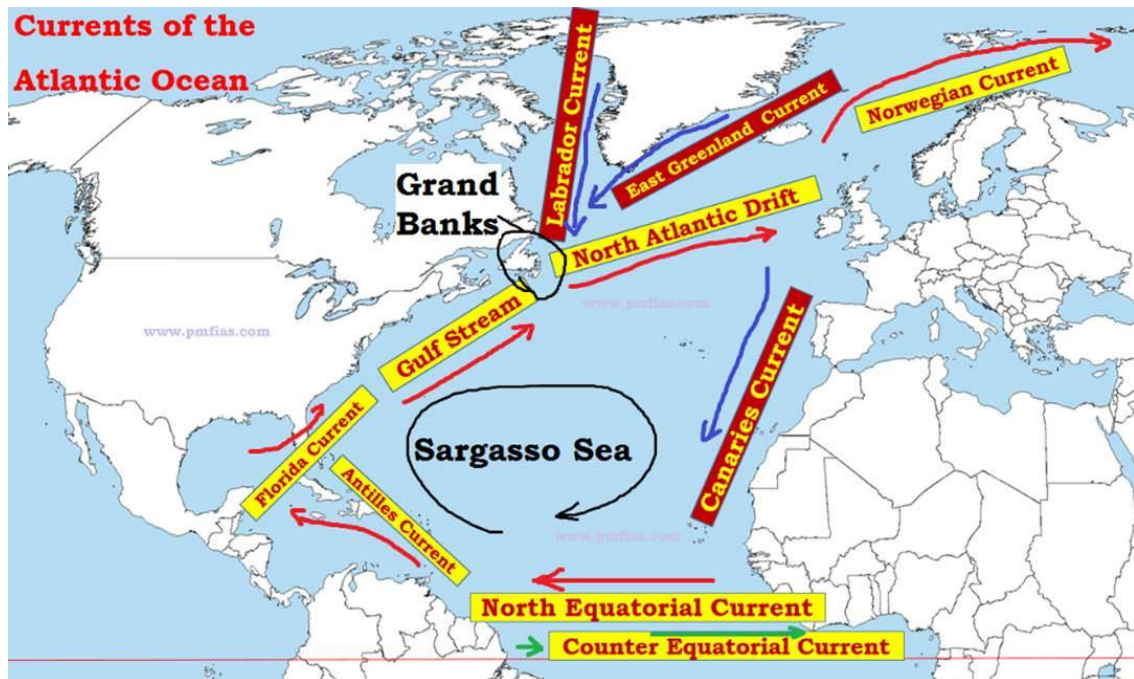 Currents of the
Atlantic Ocean
Labrador Current
East Greenland Current
Norwegian Current
Grand
Banks
North Atlantic Drift
www.pmfias.com
www.pmfias.com
Gulf Stream
Canaries Current
Florida Current
Sargasso Sea
Antilles Current
www.pmfias.com
North Equatorial Current
Counter Equatorial Current